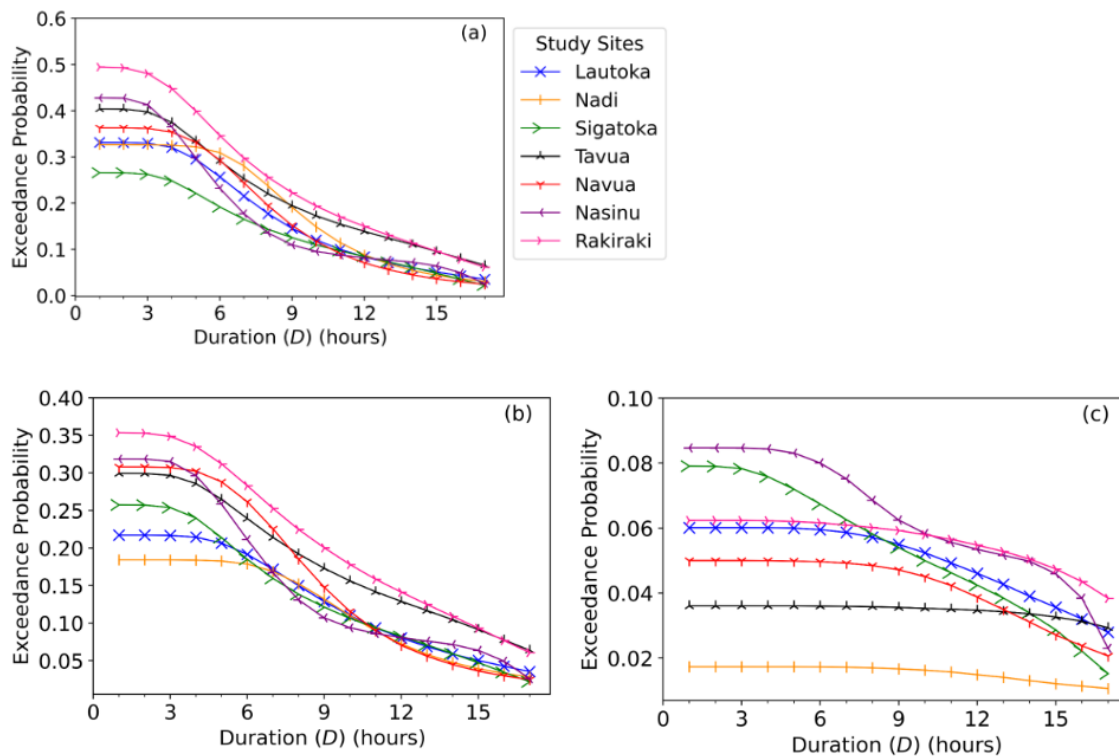 (a)
0.6
0.5
0.4
0.3
0.2
0.1
0.0
Exceedance Probability
0 3 6 9 12 15
Duration (D) (hours)
Study Sites
Lautoka
Nadi
Sigatoka
Tavua
Navua
Nasinu
Rakiraki
(b)
0.40
0.35
0.30
0.25
0.20
0.15
0.10
0.05
Exceedance Probability
0 3 6 9 12 15
Duration (D) (hours)
(c)
0.10
0.08
0.06
0.04
0.02
Exceedance Probability
0 3 6 9 12 15
Duration (D) (hours)